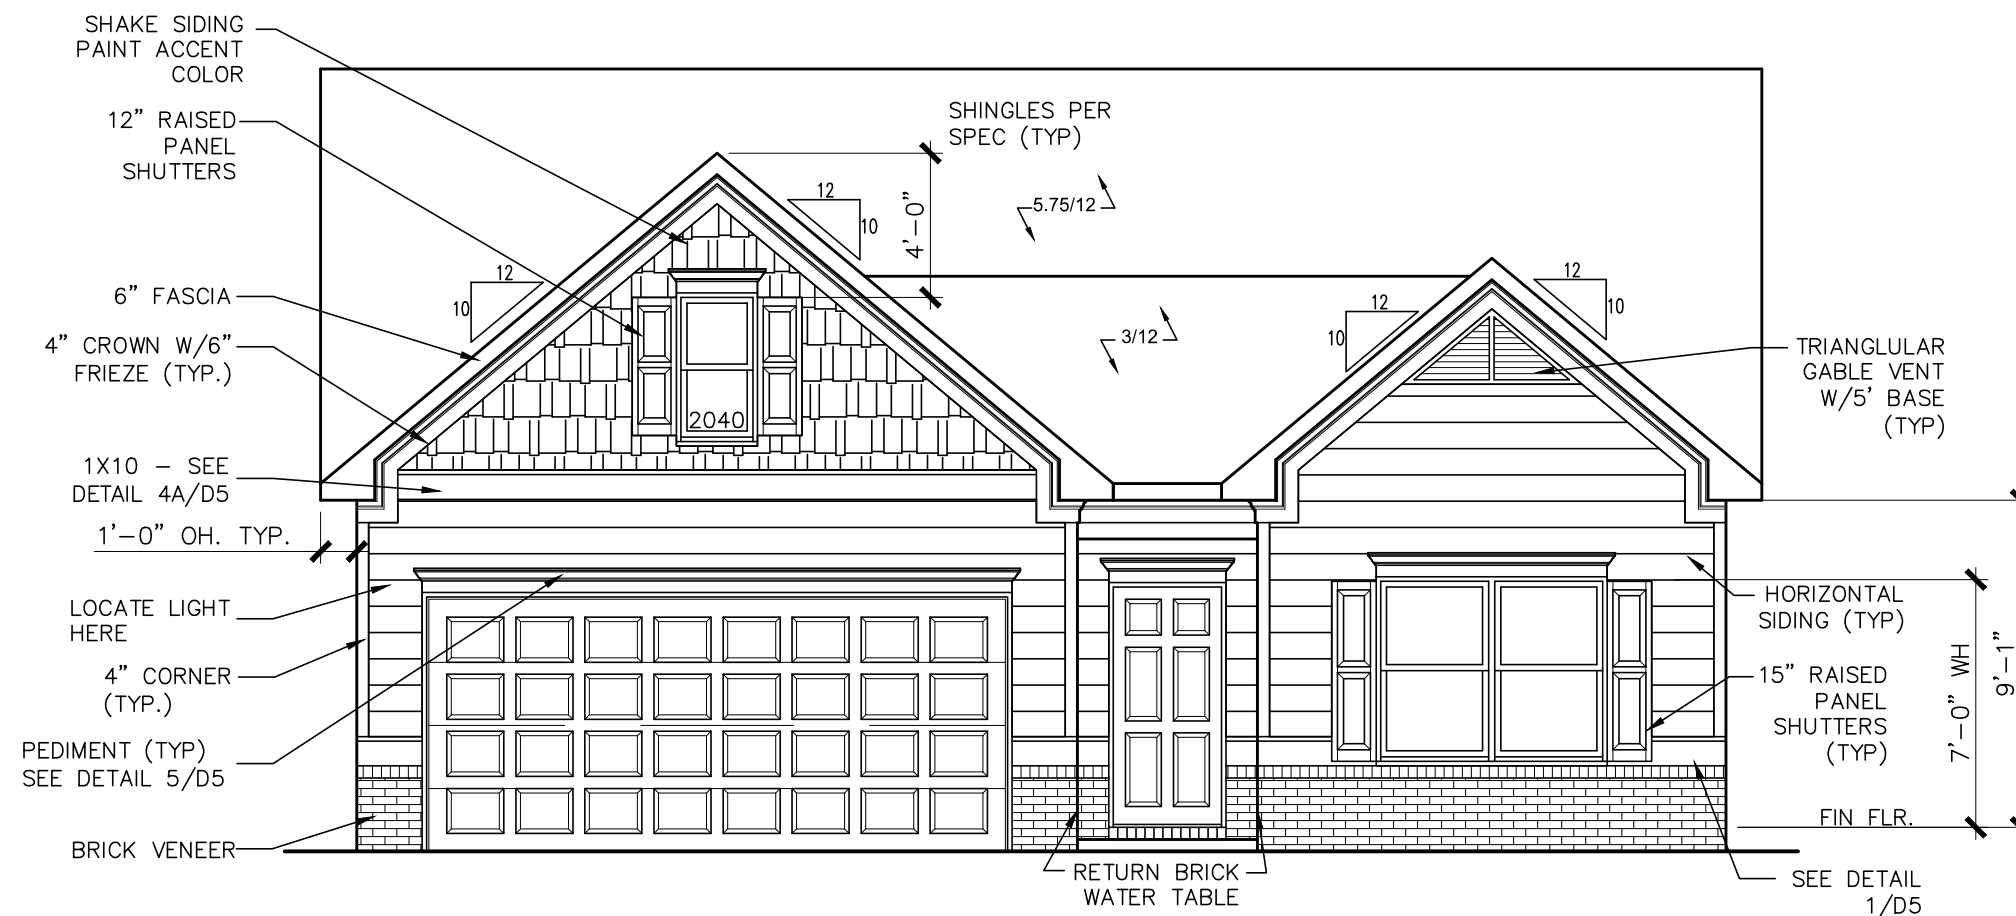 SHAKE SIDING
PAINT ACCENT
COLOR
12” RAISED
PANEL
SHUTTERS
6” FASCIA
4” CROWN W/6”
FRIEZE (TYP.)
1X10 – SEE
DETAIL 4A/D5
1’–0” OH. TYP.
LOCATE LIGHT
HERE
4” CORNER
(TYP.)
PEDIMENT (TYP)
SEE DETAIL 5/D5
BRICK VENEER
12
10
2040
12
10
4’–0”
SHINGLES PER
SPEC (TYP)
5.75/12
3/12
12
10
12
10
RETURN BRICK
WATER TABLE
TRIANGLULAR
GABLE VENT
W/5’ BASE
(TYP)
HORIZONTAL
SIDING (TYP)
15” RAISED
PANEL
SHUTTERS
(TYP)
7’–0” WH
9’–1”
FIN FLR.
SEE DETAIL
1/D5